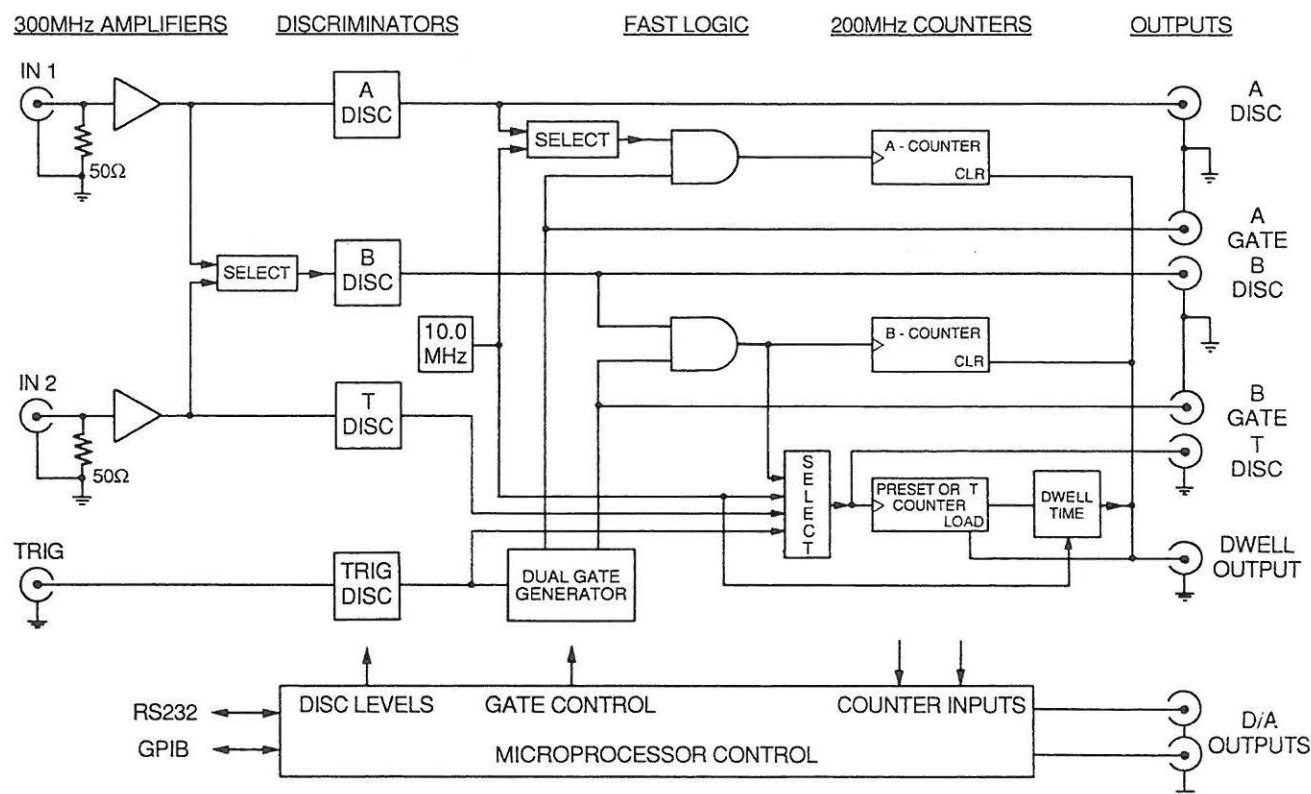 300MHz AMPLIFIERS
DISCRIMINATORS
FAST LOGIC
200MHz COUNTERS
OUTPUTS
IN 1
50Ω
A
DISC
SELECT
A - COUNTER
CLR
A
DISC
A
GATE
SELECT
B
DISC
B
DISC
10.0
MHz
B - COUNTER
CLR
IN 2
50Ω
T
DISC
B
GATE
SELECT
PRESET OR T
COUNTER
LOAD
DWELL
TIME
T
DISC
TRIG
TRIG
DISC
DUAL GATE
GENERATOR
DWELL
OUTPUT
RS232
GPIB
DISC LEVELS
GATE CONTROL
COUNTER INPUTS
MICROPROCESSOR CONTROL
D/A
OUTPUTS